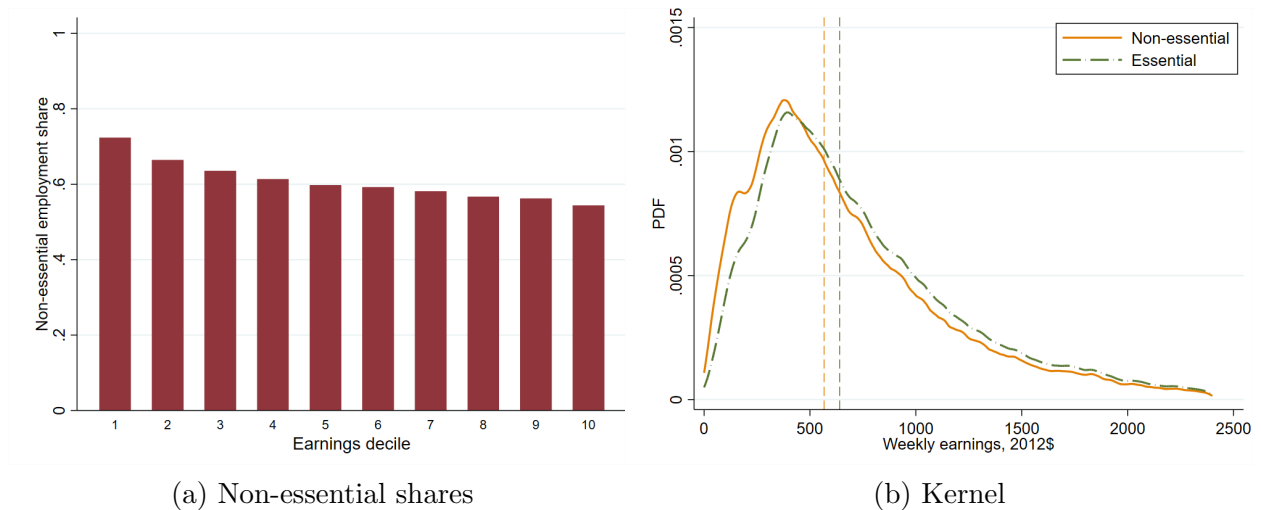 Non-essential employment share
1
.8
.6
.4
.2
0
1 2 3 4 5 6 7 8 9 10
Earnings decile
(a) Non-essential shares
PDF
.0015
.001
.0005
0
Non-essential
Essential
0 500 1000 1500 2000 2500
Weekly earnings, 2012$
(b) Kernel